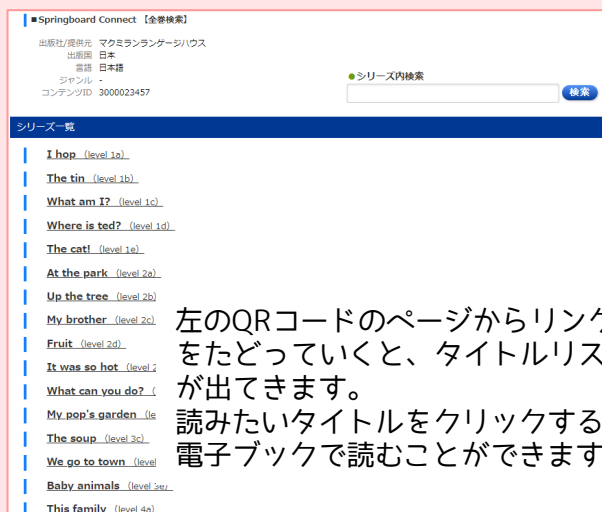 ■Springboard Connect 【全巻検索】
出版社/提供元 マクミランランゲージハウス
出版国 日本
言語 日本語
ジャンル -
コンテンツID 3000023457
●シリーズ内検索
検索
シリーズ一覧
I hop （level 1a）
The tin （level 1b）
What am I? （level 1c）
Where is ted? （level 1d）
The cat! （level 1e）
At the park （level 2a）
Up the tree （level 2b）
My brother （level 2c）
Fruit （level 2d）
It was so hot （level 2
What can you do? （
My pop's garden （le
The soup （level 3c）
We go to town （level
Baby animals （level 3e）
This family （level 4a）
左のQRコードのページからリンク
をたどっていくと、タイトルリス
が出てきます。
読みたいタイトルをクリックする
電子ブックで読むことができます